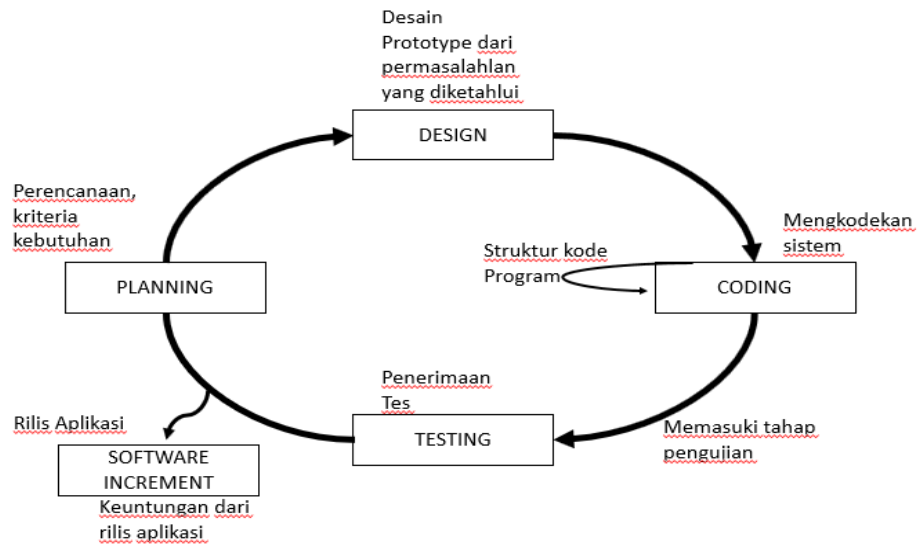 Desain
Prototype dari
permasalahlan
yang diketahlui
DESIGN
Perencanaan,
kriteria
kebutuhan
PLANNING
Mengkodekan
sistem
Struktur kode
Program
CODING
Penerimaan
Tes
TESTING
Memasuki tahap
pengujian
Rilis Aplikasi
SOFTWARE
INCREMENT
Keuntungan dari
rilis aplikasi